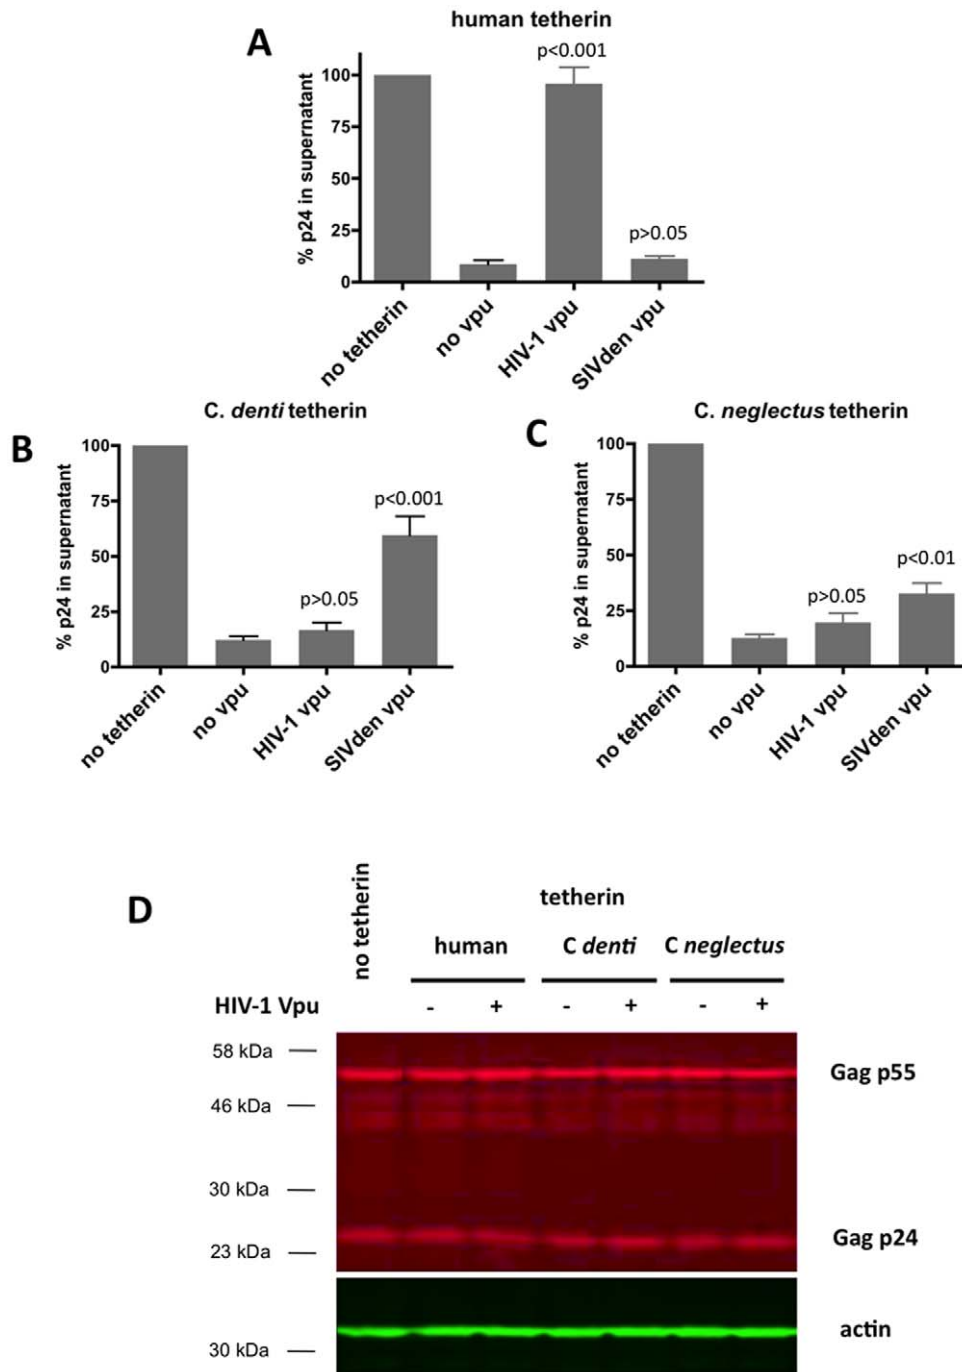 A
human tetherin
% p24 in supernatant
100
75
50
25
0
p<0.001
p>0.05
no tetherin
no vpu
HIV-1 vpu
SIVden vpu
B
C. denti tetherin
% p24 in supernatant
100
75
50
25
0
p>0.05
p<0.001
no tetherin
no vpu
HIV-1 vpu
SIVden vpu
C
C. neglectus tetherin
% p24 in supernatant
100
75
50
25
0
p>0.05
p<0.01
no tetherin
no vpu
HIV-1 vpu
SIVden vpu
D
no tetherin
tetherin
human C denti C neglectus
HIV-1 Vpu - + - + - +
58 kDa
Gag p55
46 kDa
30 kDa
Gag p24
23 kDa
actin
30 kDa